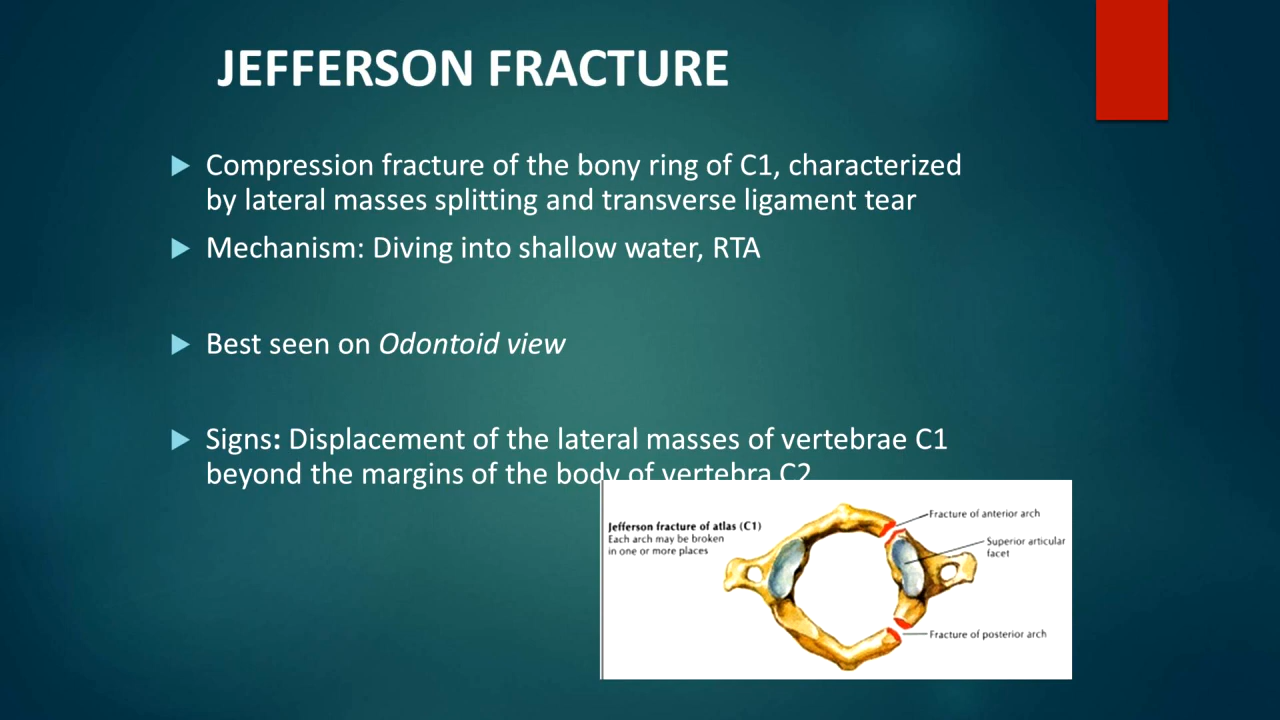 JEFFERSON FRACTURE
Compression fracture of the bony ring of C1, characterized
by lateral masses splitting and transverse ligament tear
Mechanism: Diving into shallow water, RTA
Best seen on Odontoid view
Signs: Displacement of the lateral masses of vertebrae C1
beyond the margins of the body of vertebra C2
Jefferson fracture of atlas (C1)
Each arch may be broken
in one or more places
Fracture of anterior arch
Superior articular
facet
Fracture of posterior arch